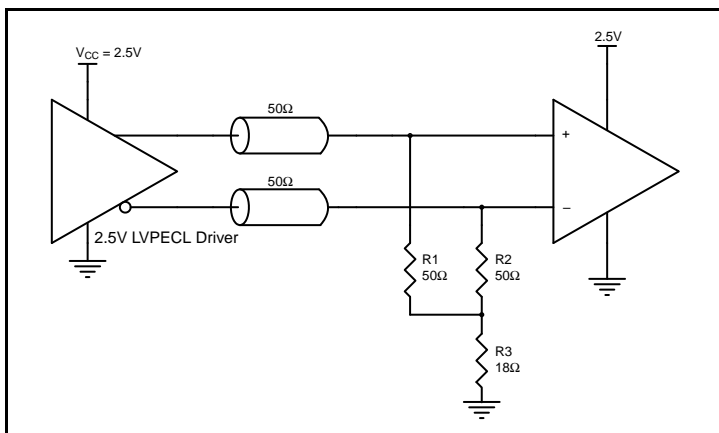 V_CC = 2.5V
2.5V
50Ω
+
50Ω
−
2.5V LVPECL Driver
R1
50Ω
R2
50Ω
R3
18Ω